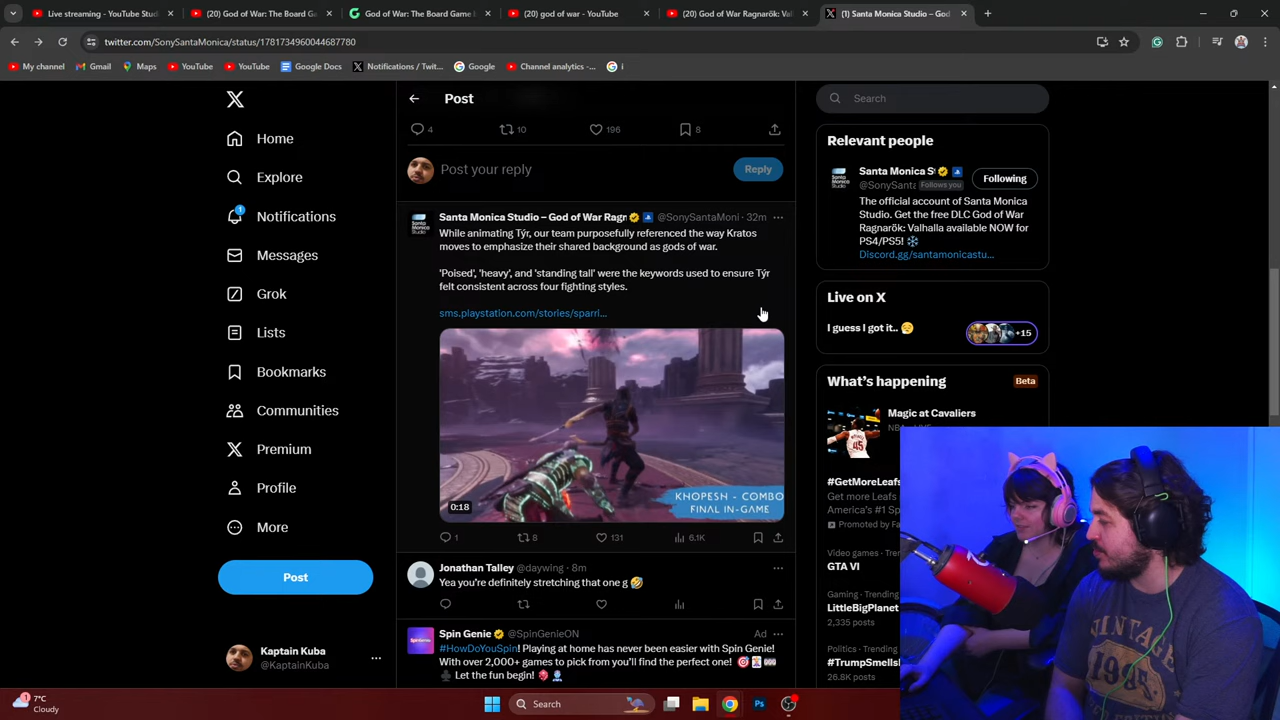 Live streaming - YouTube Stud
(20) God of War: The Board Ga
God of War: The Board Game
(20) god of war - YouTube
(20) God of War Ragnarök: Val
(1) Santa Monica Studio – God
twitter.com/SonySantaMonica/status/1781734960044687780
My channel
Gmail
Maps
YouTube
YouTube
Google Docs
Notifications / Twit...
Google
Channel analytics -...
i
Home
Explore
1
Notifications
Messages
Grok
Lists
Bookmarks
Communities
Premium
Profile
More
Post
Kaptain Kuba
@KaptainKuba
Post
4
10
196
8
Post your reply
Reply
Santa Monica Studio – God of War Ragr @SonySantaMoni · 32m
While animating Týr, our team purposefully referenced the way Kratos
moves to emphasize their shared background as gods of war.
'Poised', 'heavy', and 'standing tall' were the keywords used to ensure Týr
felt consistent across four fighting styles.
sms.playstation.com/stories/sparri...
KHOPESH - COMBO
FINAL IN-GAME
0:18
1
8
131
6.1K
Jonathan Talley @daywing · 8m
Yea you're definitely stretching that one g 🤣
Spin Genie @SpinGenieON
Ad
#HowDoYouSpin! Playing at home has never been easier with Spin Genie!
With over 2,000+ games to pick from you'll find the perfect one!
Let the fun begin!
Search
Relevant people
Santa Monica S
@SonySanta
Follows you
Following
The official account of Santa Monica
Studio. Get the free DLC God of War
Ragnarök: Valhalla available NOW for
PS4/PS5! ❄️
Discord.gg/santamonicastu...
Live on X
I guess I got it..
+15
What's happening
Beta
Magic at Cavaliers
#GetMoreLeafs
Get more Leafs
America's #1 Sp
Promoted by Fa
Video games · Tre
GTA VI
Gaming · Trending
LittleBigPlanet
2,335 posts
Politics · Trending
#TrumpSmells
26.8K posts
VINTAGE
1965
1
7°C
Cloudy
Search